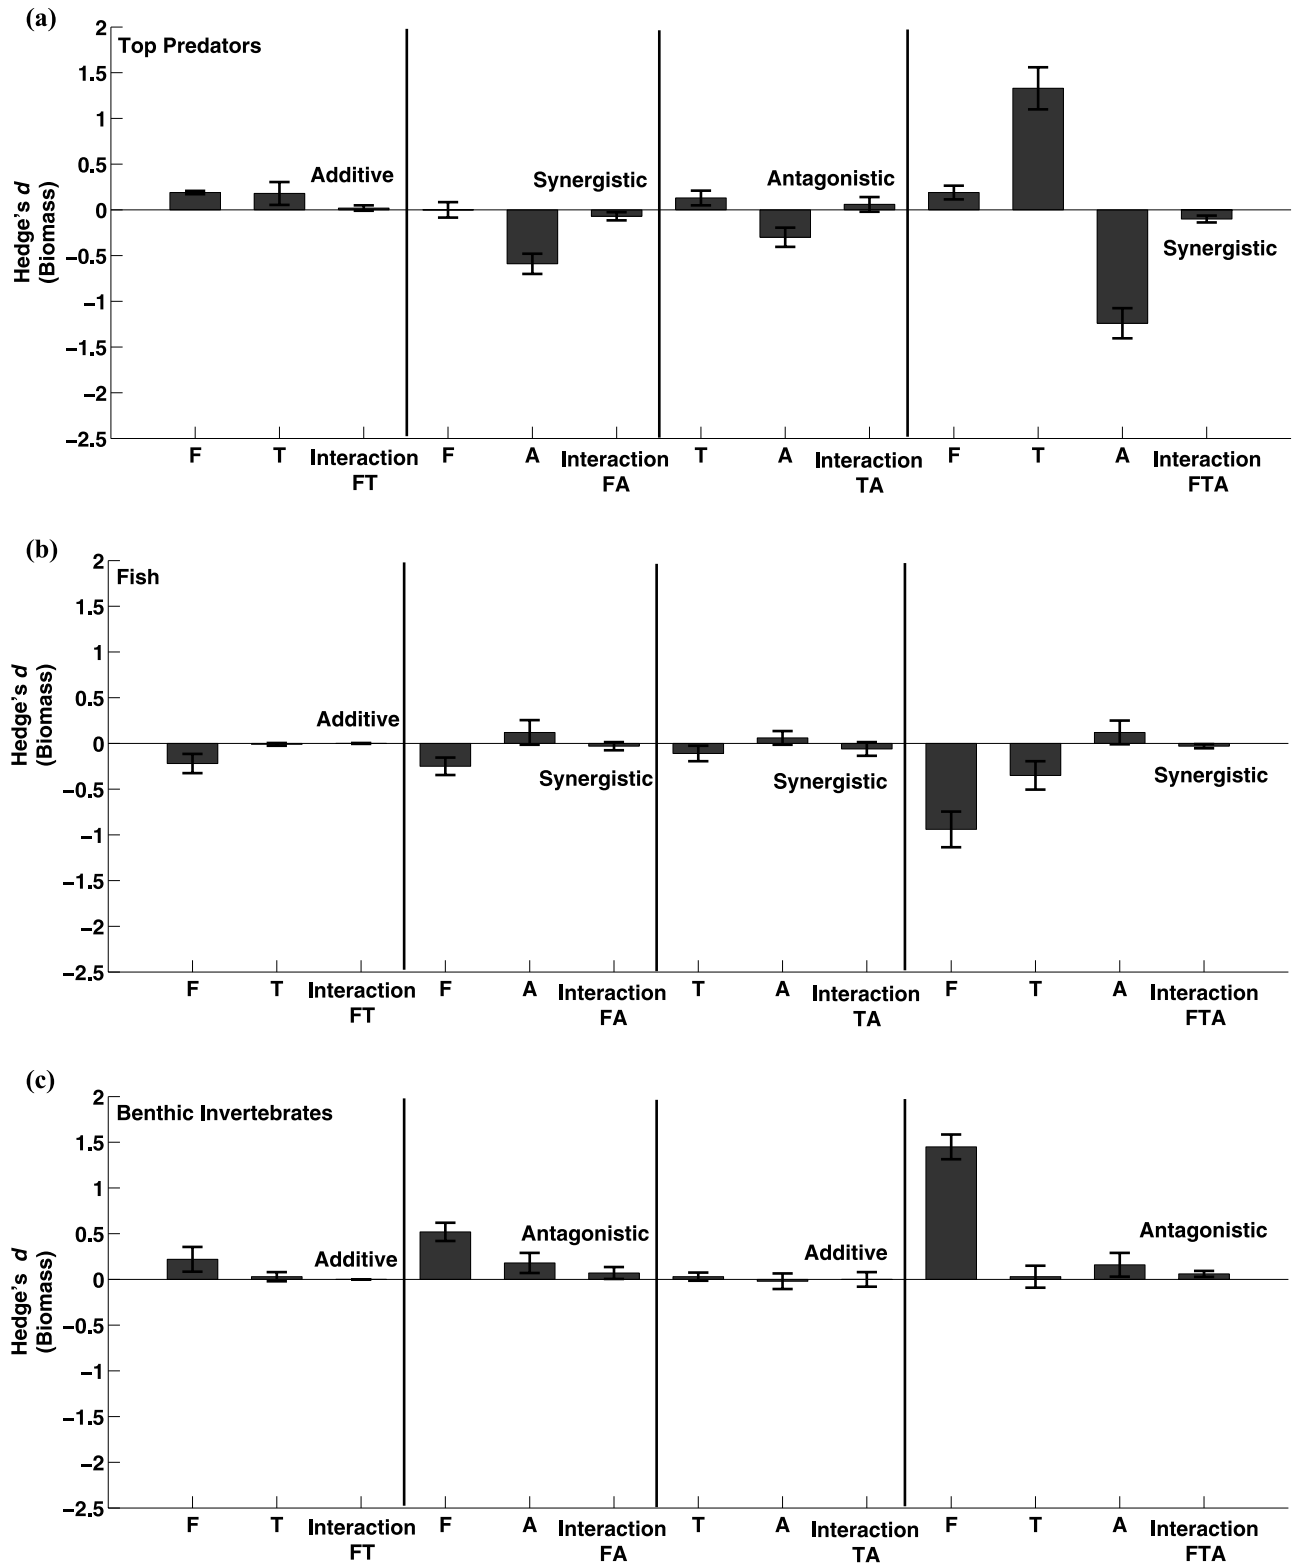 (a)
Top Predators
Hedge's d
(Biomass)
2
1.5
1
0.5
0
−0.5
−1
−1.5
−2
−2.5
Additive
Synergistic
Antagonistic
Synergistic
F T Interaction F A Interaction T A Interaction F T A Interaction
FT FA TA FTA
(b)
Fish
Hedge's d
(Biomass)
2
1.5
1
0.5
0
−0.5
−1
−1.5
−2
−2.5
Additive
Synergistic
Synergistic
Synergistic
F T Interaction F A Interaction T A Interaction F T A Interaction
FT FA TA FTA
(c)
Benthic Invertebrates
Hedge's d
(Biomass)
2
1.5
1
0.5
0
−0.5
−1
−1.5
−2
−2.5
Additive
Antagonistic
Additive
Antagonistic
F T Interaction F A Interaction T A Interaction F T A Interaction
FT FA TA FTA